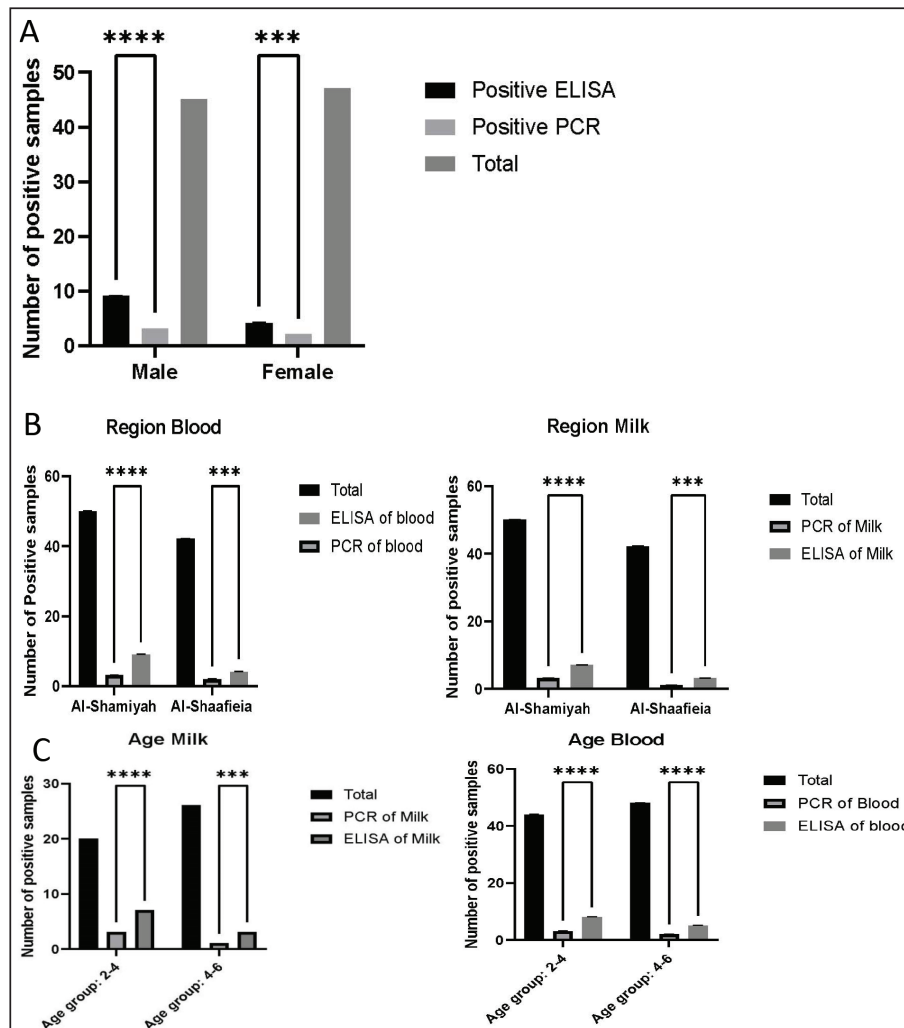 A
**** ***
Number of positive samples
50
40
30
20
10
0
Male Female
Positive ELISA
Positive PCR
Total
B
Region Blood
Number of Positive samples
60
40
20
0
**** ***
Al-Shamiyah Al-Shaafieia
Total
ELISA of blood
PCR of blood
Region Milk
Number of positive samples
60
40
20
0
**** ***
Al-Shamiyah Al-Shaafieia
Total
PCR of Milk
ELISA of Milk
C
Age Milk
Number of positive samples
30
20
10
0
**** ***
Age group: 2-4 Age group: 4-6
Total
PCR of Milk
ELISA of Milk
Age Blood
Number of positive samples
60
40
20
0
**** ****
Age group: 2-4 Age group: 4-6
Total
PCR of Blood
ELISA of blood